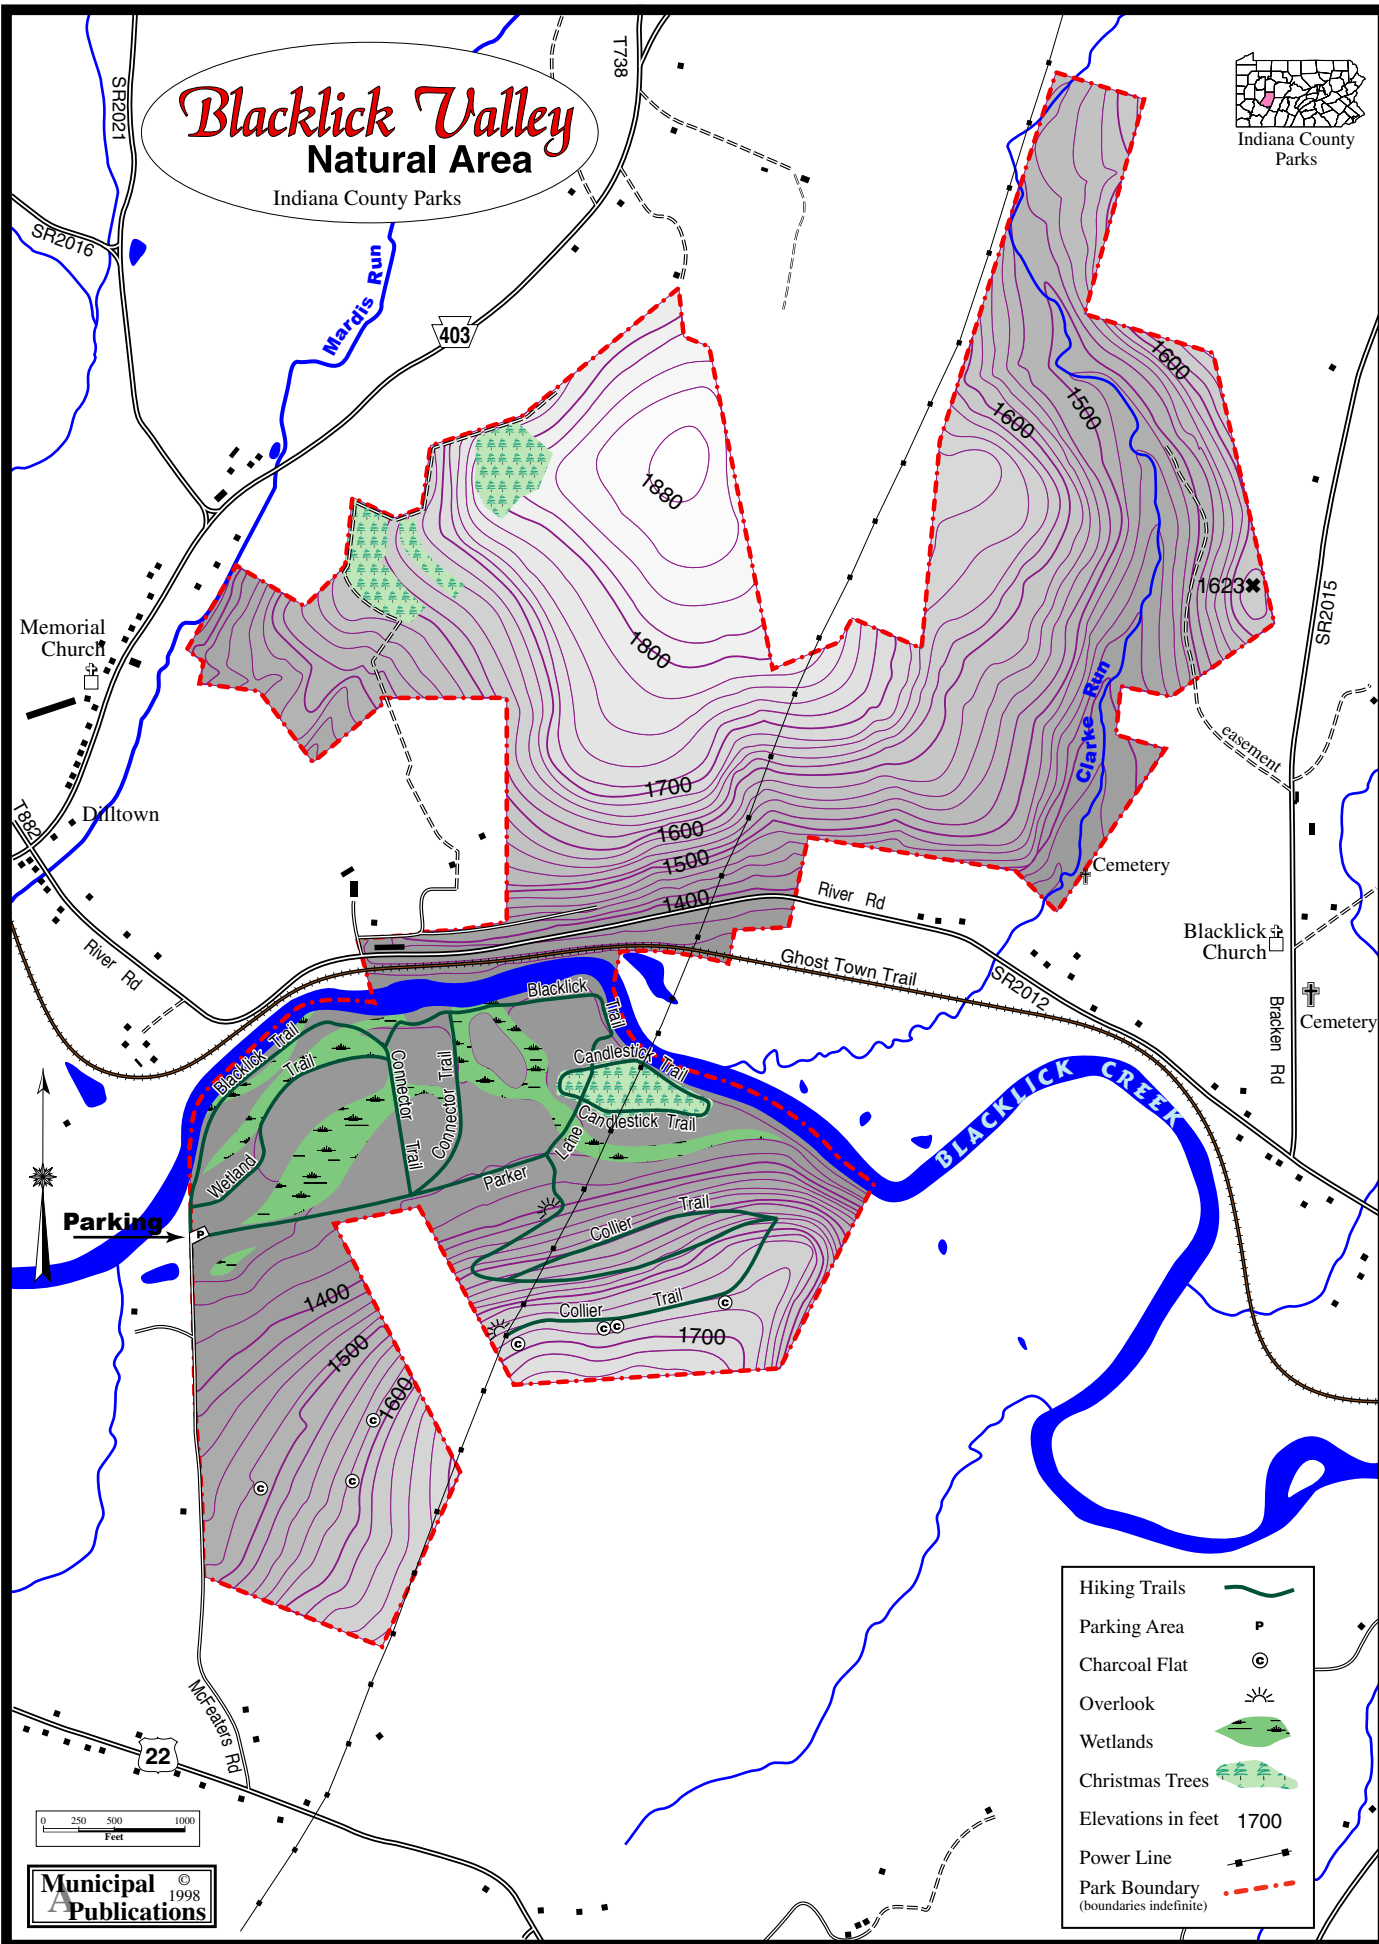 Blacklick Valley
Natural Area
Indiana County Parks
Indiana County
Parks
SR2021
T738
SR2016
Mardis Run
403
1600
1500
1600
1880
1623
SR2015
Memorial
Church
1800
Clarke Run
easement
1700
Dilltown
T882
1600
1500
Cemetery
1400
River Rd
River Rd
Blacklick
Church
Ghost Town Trail
SR2012
Bracken Rd
Cemetery
Blacklick Trail
Blacklick Trail
Trail
Wetland
Connector Trail
Connector Trail
Candlestick Trail
Candlestick Trail
BLACKLICK CREEK
Parker Lane
Parking
P
Collier Trail
1400
Collier Trail
C
C
C
C
1700
1500
1600
C
C
C
McFeaters Rd
22
0 250 500 1000
Feet
Municipal
Publications
A
© 1998
Hiking Trails
Parking Area P
Charcoal Flat C
Overlook
Wetlands
Christmas Trees
Elevations in feet 1700
Power Line
Park Boundary
(boundaries indefinite)